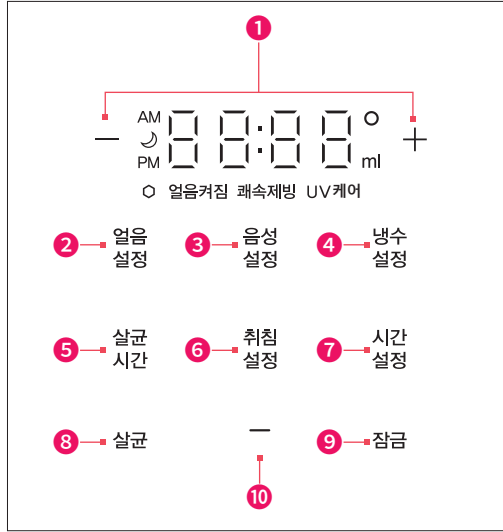 1
− AM 88:88 ° +
PM ml
얼음켜짐 쾌속제빙 UV케어
2 얼음 설정
3 음성 설정
4 냉수 설정
5 살균 시간
6 취침 설정
7 시간 설정
8 살균
−
9 잠금
10